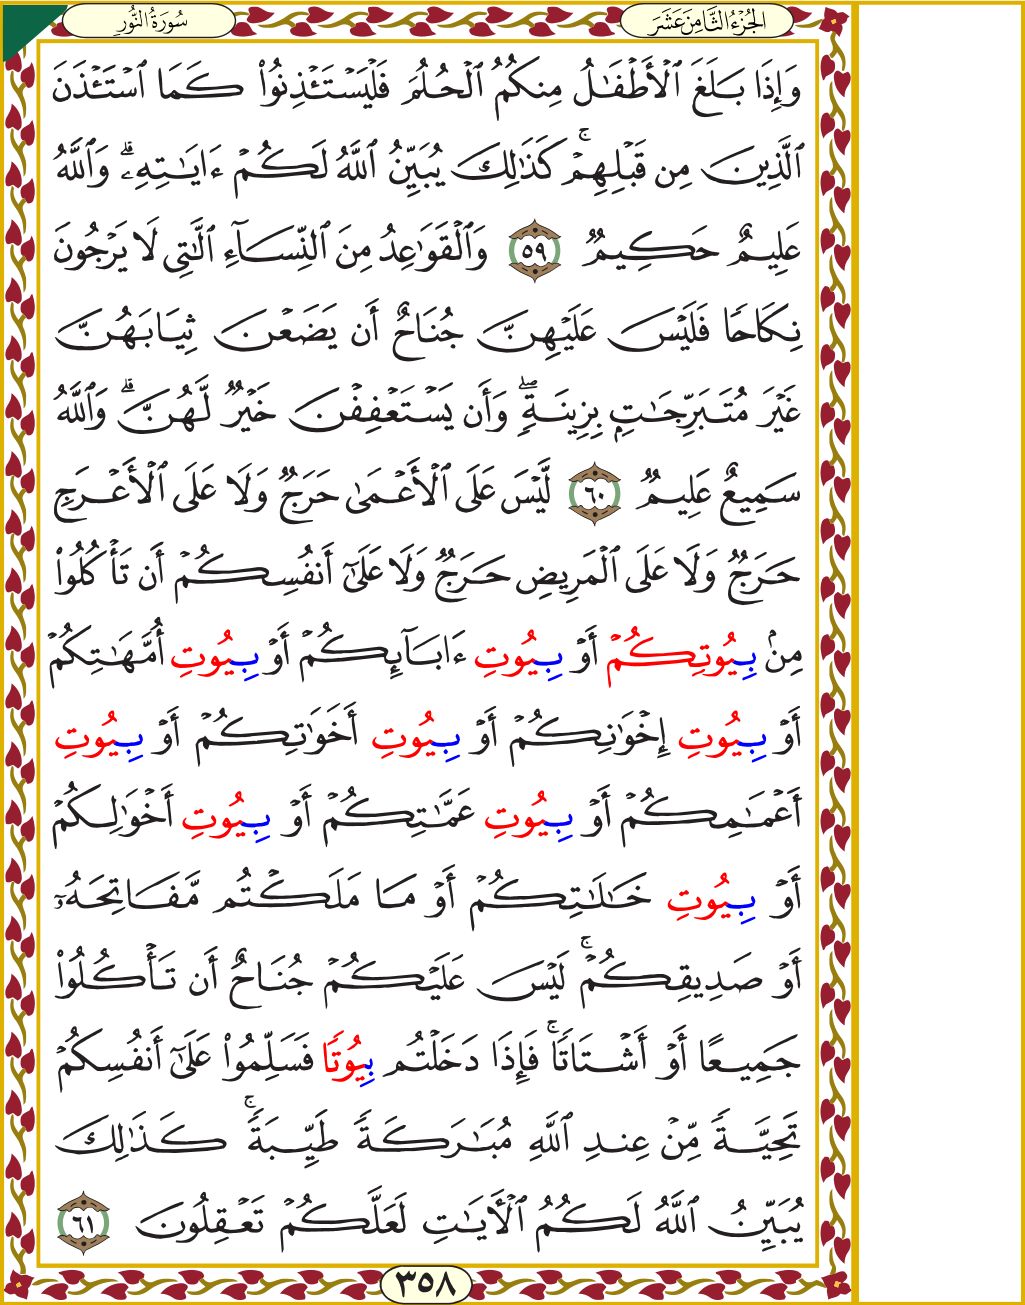 الجُزْءُ الثَّامِنَ عَشَرَ
سُورَةُ النُّورِ
وَإِذَا بَلَغَ ٱلۡأَطۡفَٰلُ مِنكُمُ ٱلۡحُلُمَ فَلۡيَسۡتَـٔۡذِنُواْ كَمَا ٱسۡتَـٔۡذَنَ
ٱلَّذِينَ مِن قَبۡلِهِمۡۚ كَذَٰلِكَ يُبَيِّنُ ٱللَّهُ لَكُمۡ ءَايَٰتِهِۦۗ وَٱللَّهُ
عَلِيمٌ حَكِيمٞ ٥٩ وَٱلۡقَوَٰعِدُ مِنَ ٱلنِّسَآءِ ٱلَّٰتِي لَا يَرۡجُونَ
نِكَاحٗا فَلَيۡسَ عَلَيۡهِنَّ جُنَاحٌ أَن يَضَعۡنَ ثِيَابَهُنَّ
غَيۡرَ مُتَبَرِّجَٰتِۭ بِزِينَةٖۖ وَأَن يَسۡتَعۡفِفۡنَ خَيۡرٞ لَّهُنَّۗ وَٱللَّهُ
سَمِيعٌ عَلِيمٞ ٦٠ لَّيۡسَ عَلَى ٱلۡأَعۡمَىٰ حَرَجٞ وَلَا عَلَى ٱلۡأَعۡرَجِ
حَرَجٞ وَلَا عَلَى ٱلۡمَرِيضِ حَرَجٞ وَلَا عَلَىٰٓ أَنفُسِكُمۡ أَن تَأۡكُلُواْ
مِنۢ بِيُوتِكُمۡ أَوۡ بِيُوتِ ءَابَآئِكُمۡ أَوۡ بِيُوتِ أُمَّهَٰتِكُمۡ
أَوۡ بِيُوتِ إِخۡوَٰنِكُمۡ أَوۡ بِيُوتِ أَخَوَٰتِكُمۡ أَوۡ بِيُوتِ
أَعۡمَٰمِكُمۡ أَوۡ بِيُوتِ عَمَّٰتِكُمۡ أَوۡ بِيُوتِ أَخۡوَٰلِكُمۡ
أَوۡ بِيُوتِ خَٰلَٰتِكُمۡ أَوۡ مَا مَلَكۡتُم مَّفَاتِحَهُۥٓ
أَوۡ صَدِيقِكُمۡۚ لَيۡسَ عَلَيۡكُمۡ جُنَاحٌ أَن تَأۡكُلُواْ
جَمِيعًا أَوۡ أَشۡتَاتٗاۚ فَإِذَا دَخَلۡتُم بِيُوتٗا فَسَلِّمُواْ عَلَىٰٓ أَنفُسِكُمۡ
تَحِيَّةٗ مِّنۡ عِندِ ٱللَّهِ مُبَٰرَكَةٗ طَيِّبَةٗۚ كَذَٰلِكَ
يُبَيِّنُ ٱللَّهُ لَكُمُ ٱلۡأٓيَٰتِ لَعَلَّكُمۡ تَعۡقِلُونَ ٦١
٣٥٨